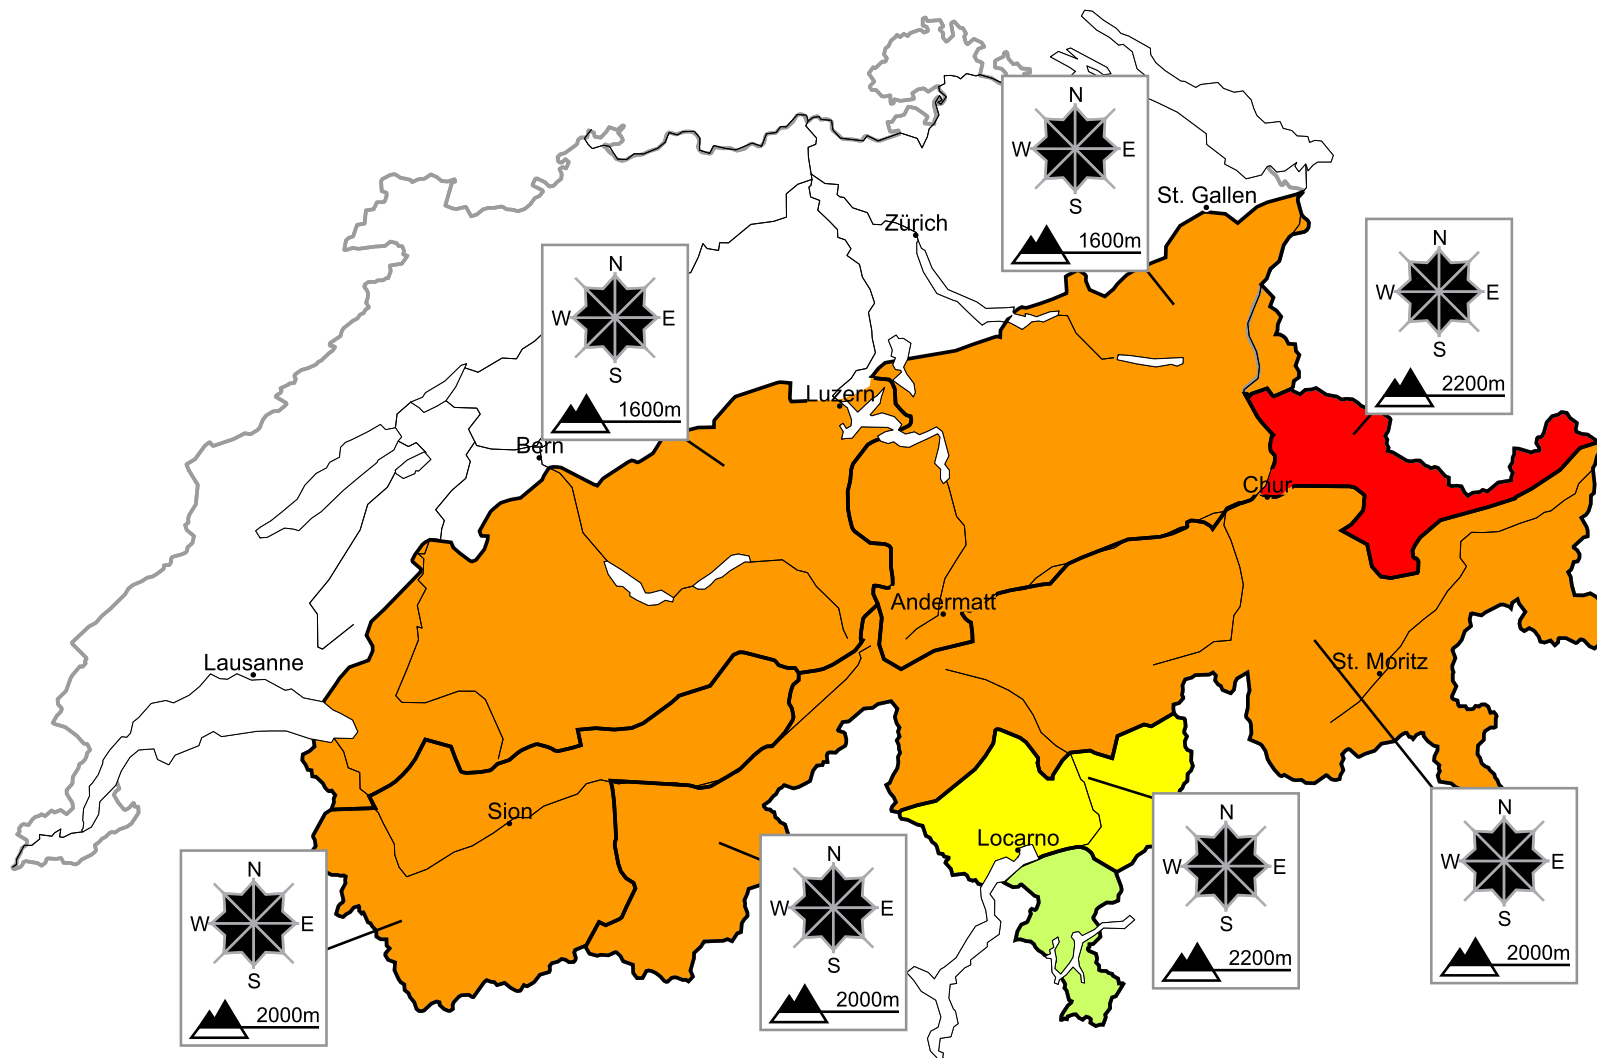 N
W E
S
1600m
St. Gallen
Zürich
N
W E
S
2200m
N
W E
S
1600m
Luzern
Bern
Chur
Andermatt
Lausanne
St. Moritz
Sion
Locarno
N
W E
S
2000m
N
W E
S
2000m
N
W E
S
2200m
N
W E
S
2000m